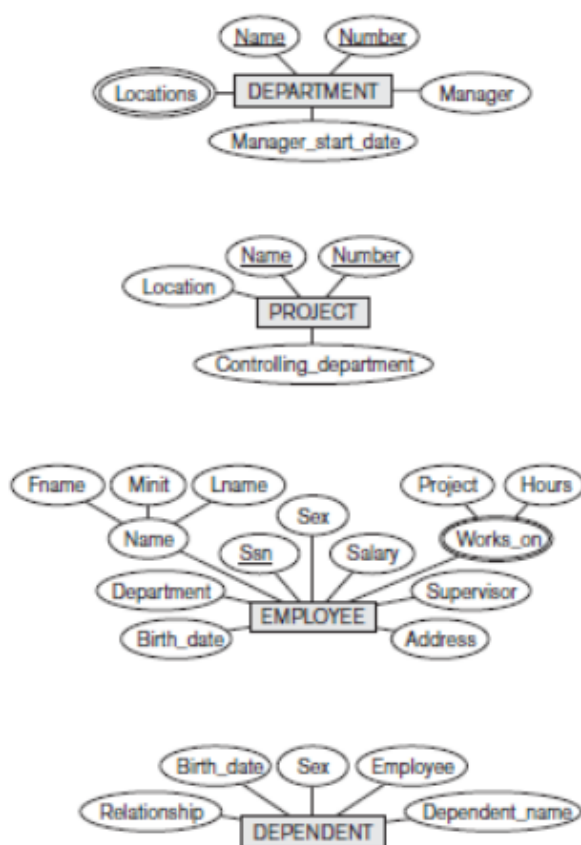 Name Number
Locations DEPARTMENT Manager
Manager_start_date
Name Number
Location
PROJECT
Controlling_department
Fname Minit Lname Project Hours
Sex
Name Works_on
Ssn Salary
Department Supervisor
EMPLOYEE
Birth_date Address
Birth_date Sex Employee
Relationship Dependent_name
DEPENDENT